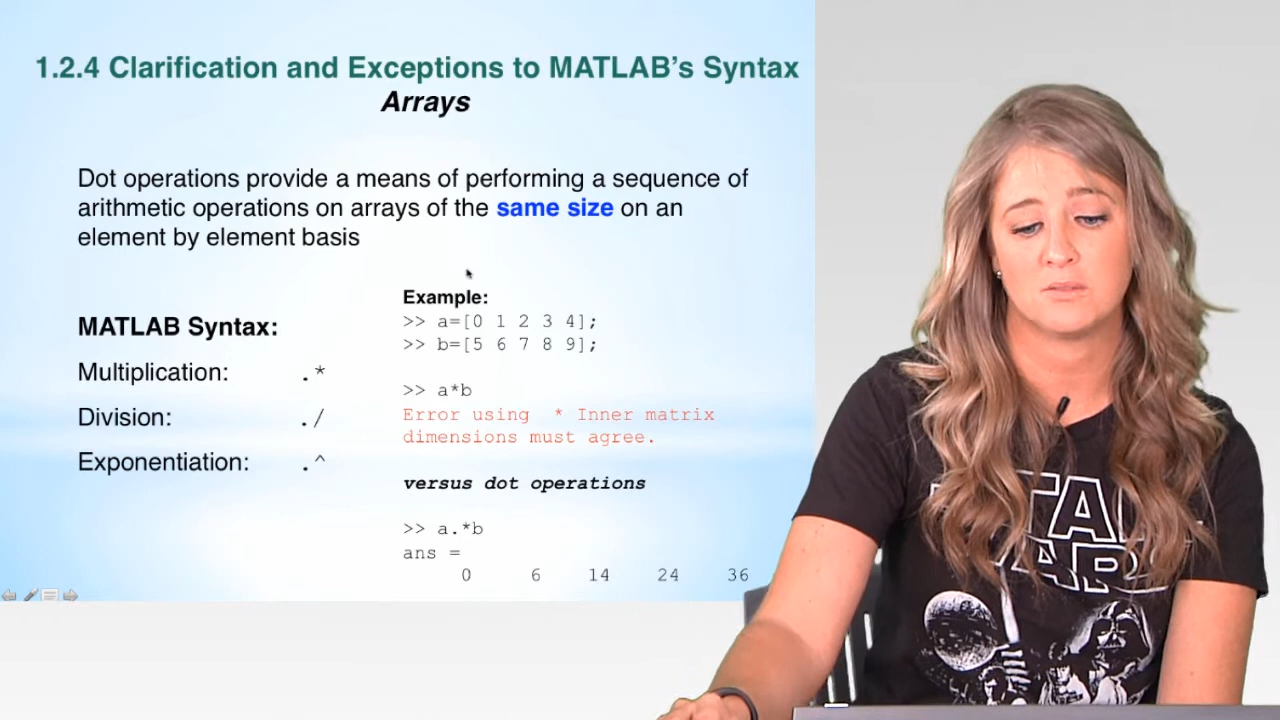 1.2.4 Clarification and Exceptions to MATLAB's Syntax
Arrays
Dot operations provide a means of performing a sequence of
arithmetic operations on arrays of the same size on an
element by element basis
MATLAB Syntax:
Multiplication: .*
Division: ./
Exponentiation: .^
Example:
>> a=[0 1 2 3 4];
>> b=[5 6 7 8 9];
>> a*b
Error using * Inner matrix
dimensions must agree.
versus dot operations
>> a.*b
ans =
0 6 14 24 36
STAR
WARS